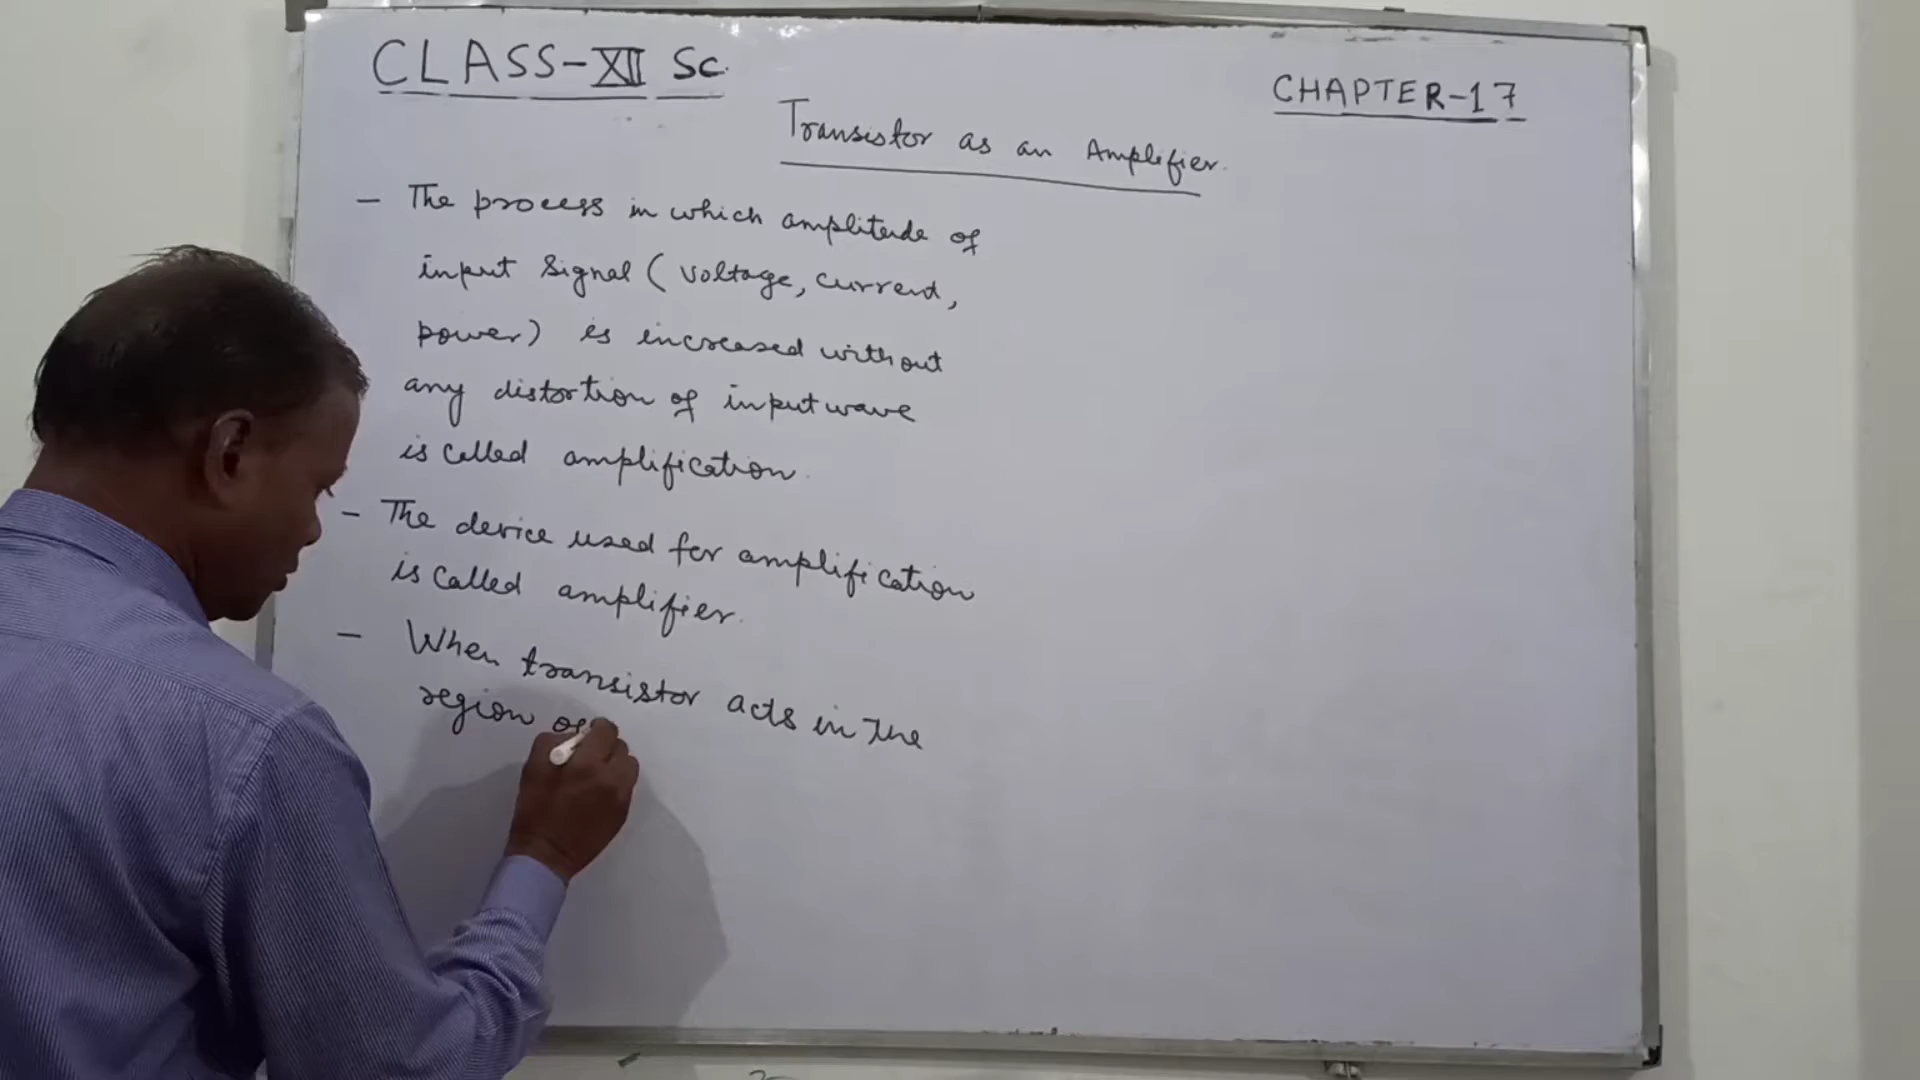 CLASS-XII Sc.
CHAPTER-17
Transistor as an Amplifier.
- The process in which amplitude of
input Signal (voltage, current,
power) is increased without
any distortion of input wave
is called amplification.
- The device used for amplification
is called amplifier.
- When transistor acts in the
region of